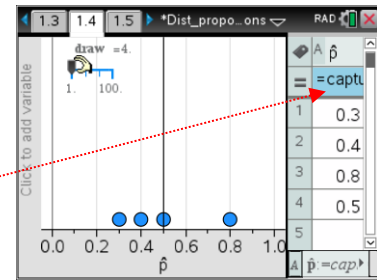 1.3 1.4 1.5 *Dist_propo…ons RAD
draw =4.
1. 100.
Click to add variable
0.0 0.2 0.4 0.6 0.8 1.0
p̂
A p̂
= =captu
1 0.3
2 0.4
3 0.8
4 0.5
5
A p̂:=cap.